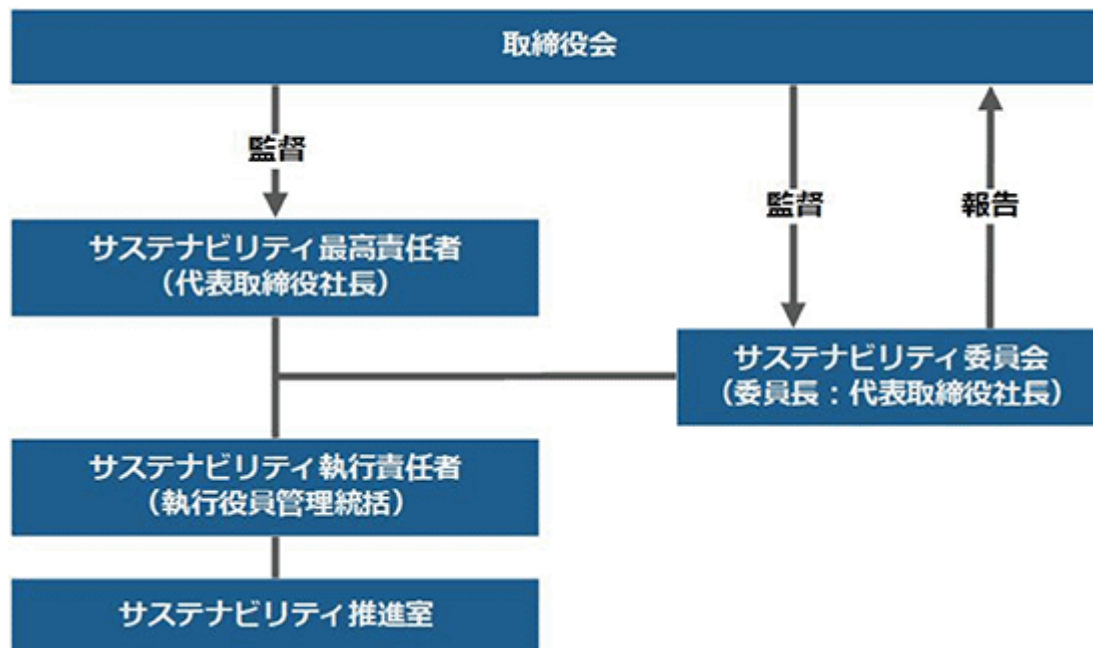 取締役会
監督
監督
報告
サステナビリティ最高責任者
（代表取締役社長）
サステナビリティ委員会
（委員長：代表取締役社長）
サステナビリティ執行責任者
（執行役員管理統括）
サステナビリティ推進室